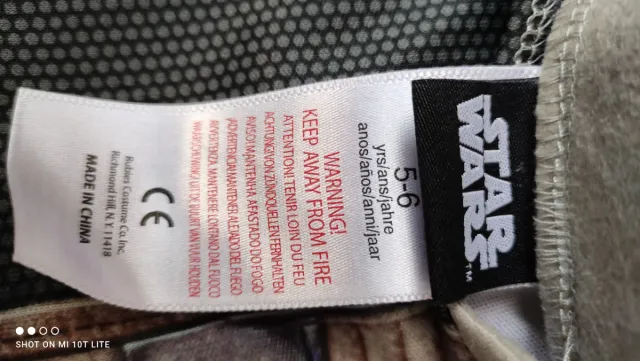 STAR
WARS™
5-6
yrs/ans/jahre
anos/años/anni/jaar
WARNING!
KEEP AWAY FROM FIRE
ATTENTION! TENIR LOIN DU FEU
ACHTUNG! VON ZÜNDQUELLEN FERNHALTEN
AVISO! MANTENHA AFASTADO DO FOGO
¡ADVERTENCIA! MANTENER ALEJADO DEL FUEGO
AVVERTENZA. MANTENERE LONTANO DAL FUOCO
WAARSCHUWING. UIT DE BUURT VAN VUUR HOUDEN
CE
Rubies Costume Co. Inc.
Richmond Hill. N.Y. 11418
MADE IN CHINA
SHOT ON MI 10T LITE